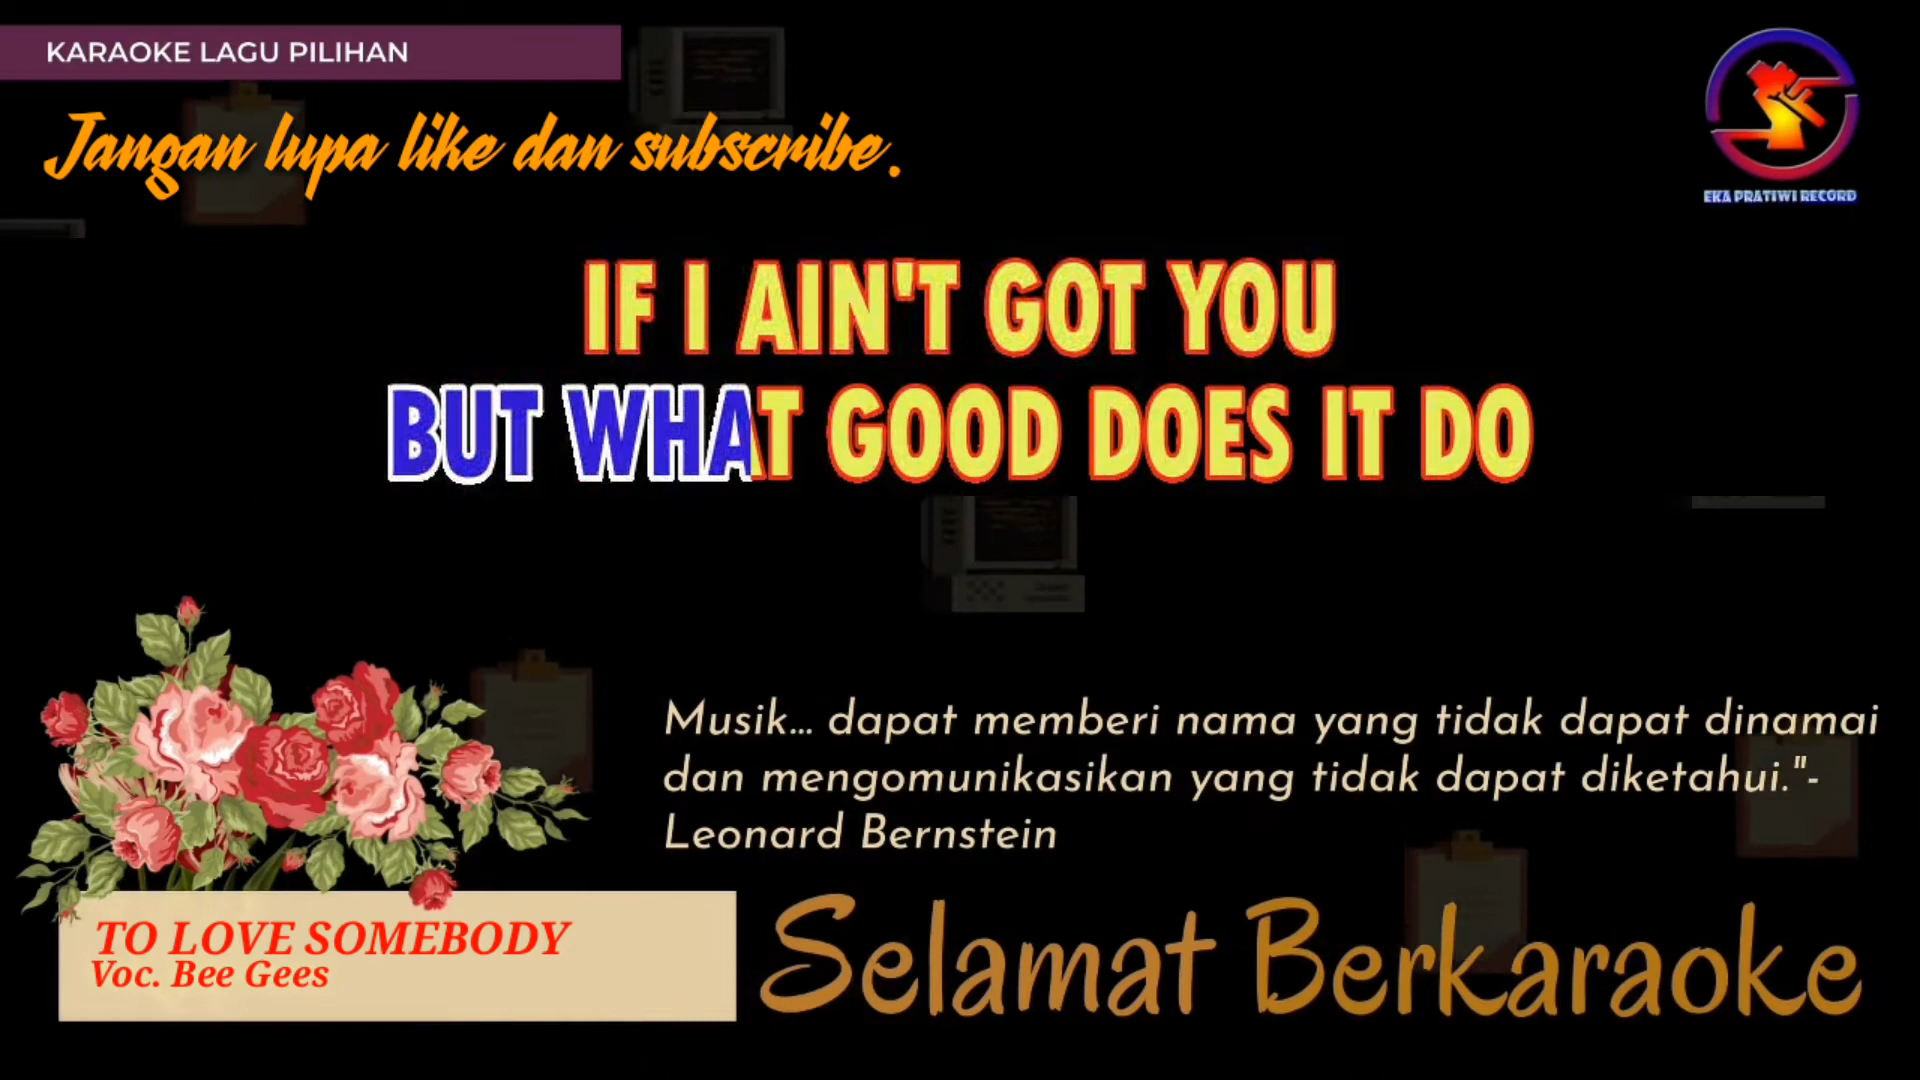 KARAOKE LAGU PILIHAN
Jangan lupa like dan subscribe.
EKA PRATIWI RECORD
IF I AIN'T GOT YOU
BUT WHAT GOOD DOES IT DO
Musik... dapat memberi nama yang tidak dapat dinamai
dan mengomunikasikan yang tidak dapat diketahui."-
Leonard Bernstein
TO LOVE SOMEBODY
Voc. Bee Gees
Selamat Berkaraoke